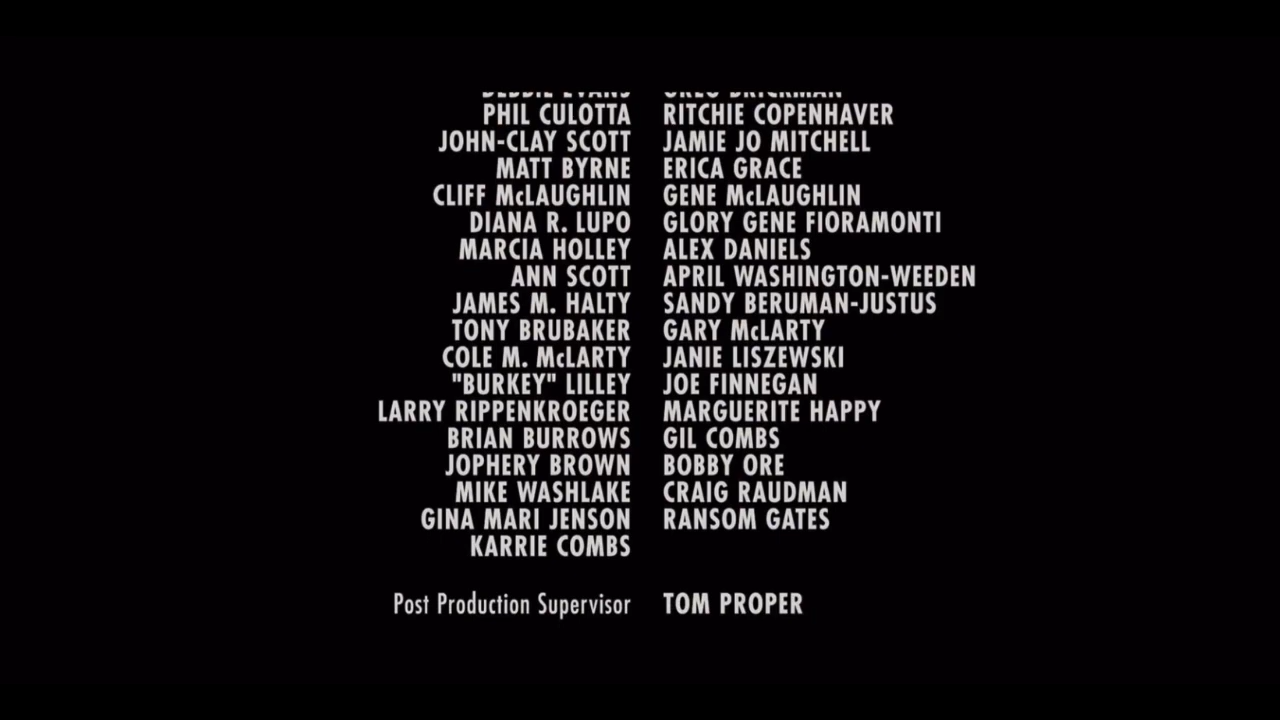 DEBBIE EVANS GREG BRICKMAN
PHIL CULOTTA RITCHIE COPENHAVER
JOHN-CLAY SCOTT JAMIE JO MITCHELL
MATT BYRNE ERICA GRACE
CLIFF McLAUGHLIN GENE McLAUGHLIN
DIANA R. LUPO GLORY GENE FIORAMONTI
MARCIA HOLLEY ALEX DANIELS
ANN SCOTT APRIL WASHINGTON-WEEDEN
JAMES M. HALTY SANDY BERUMAN-JUSTUS
TONY BRUBAKER GARY McLARTY
COLE M. McLARTY JANIE LISZEWSKI
"BURKEY" LILLEY JOE FINNEGAN
LARRY RIPPENKROEGER MARGUERITE HAPPY
BRIAN BURROWS GIL COMBS
JOPHERY BROWN BOBBY ORE
MIKE WASHLAKE CRAIG RAUDMAN
GINA MARI JENSON RANSOM GATES
KARRIE COMBS
Post Production Supervisor TOM PROPER